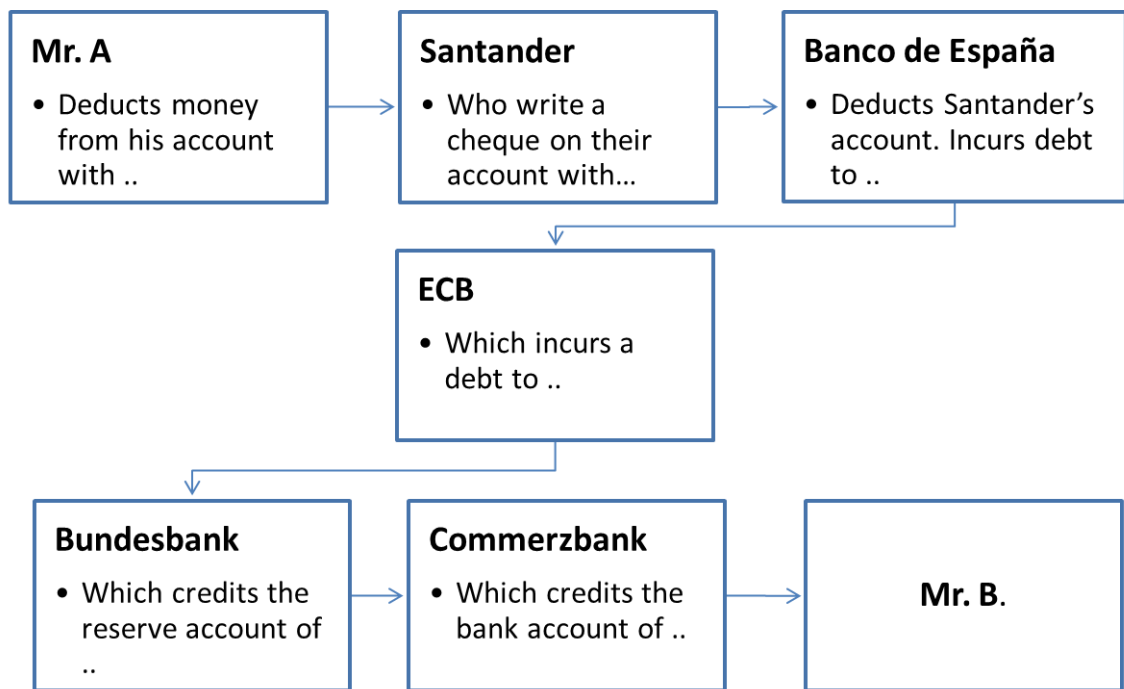 Mr. A
• Deducts money
from his account
with ..
Santander
• Who write a
cheque on their
account with...
Banco de España
• Deducts Santander’s
account. Incurs debt
to ..
ECB
• Which incurs a
debt to ..
Bundesbank
• Which credits the
reserve account of
..
Commerzbank
• Which credits the
bank account of ..
Mr. B.